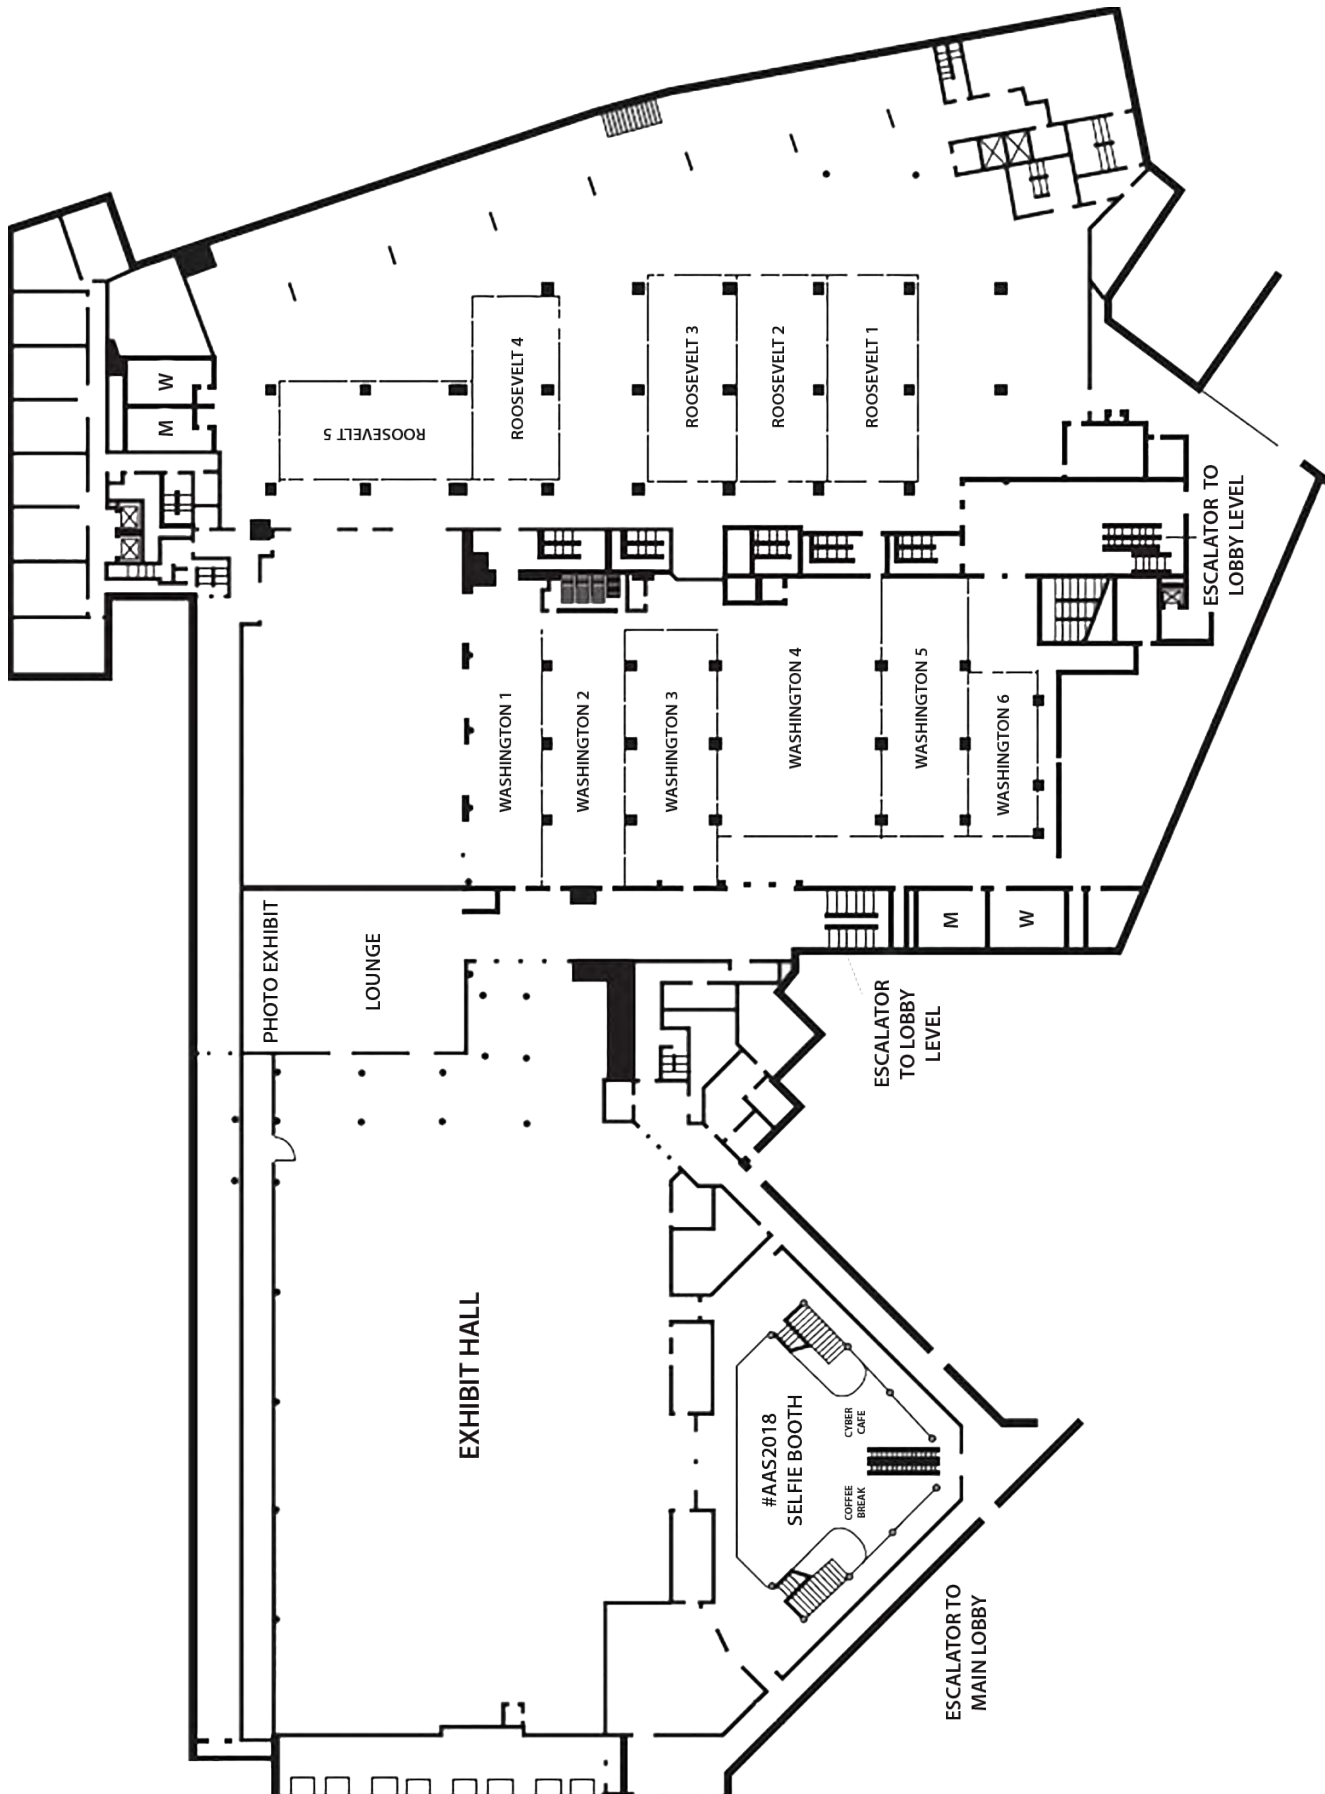 ROOSEVELT 5
ROOSEVELT 4
ROOSEVELT 3
ROOSEVELT 2
ROOSEVELT 1
W
M
ESCALATOR TO
LOBBY LEVEL
WASHINGTON 1
WASHINGTON 2
WASHINGTON 3
WASHINGTON 4
WASHINGTON 5
WASHINGTON 6
PHOTO EXHIBIT
LOUNGE
M
W
ESCALATOR
TO LOBBY
LEVEL
EXHIBIT HALL
#AAS2018
SELFIE BOOTH
CYBER
CAFE
COFFEE
BREAK
ESCALATOR TO
MAIN LOBBY